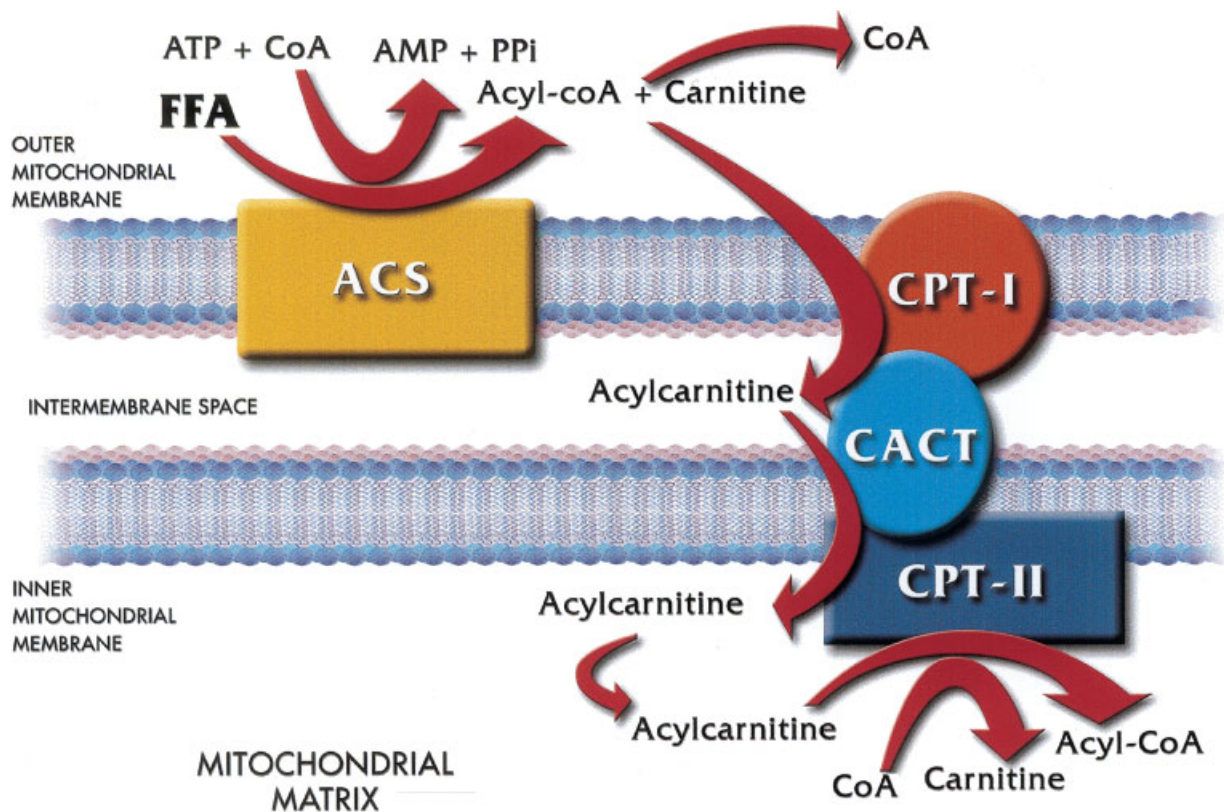 ATP + CoA
AMP + PPi
CoA
FFA
Acyl-coA + Carnitine
OUTER
MITOCHONDRIAL
MEMBRANE
ACS
CPT-I
Acylcarnitine
INTERMEMBRANE SPACE
CACT
CPT-II
INNER
MITOCHONDRIAL
MEMBRANE
Acylcarnitine
Acylcarnitine
Acyl-CoA
CoA
Carnitine
MITOCHONDRIAL
MATRIX